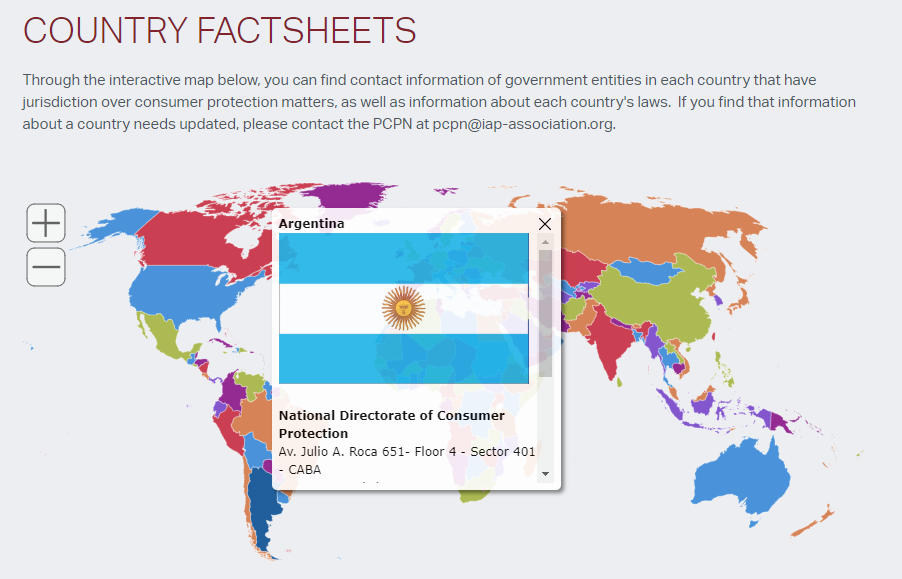 COUNTRY FACTSHEETS
Through the interactive map below, you can find contact information of government entities in each country that have
jurisdiction over consumer protection matters, as well as information about each country's laws.  If you find that information
about a country needs updated, please contact the PCPN at pcpn@iap-association.org.
Argentina
National Directorate of Consumer
Protection
Av. Julio A. Roca 651- Floor 4 - Sector 401
- CABA